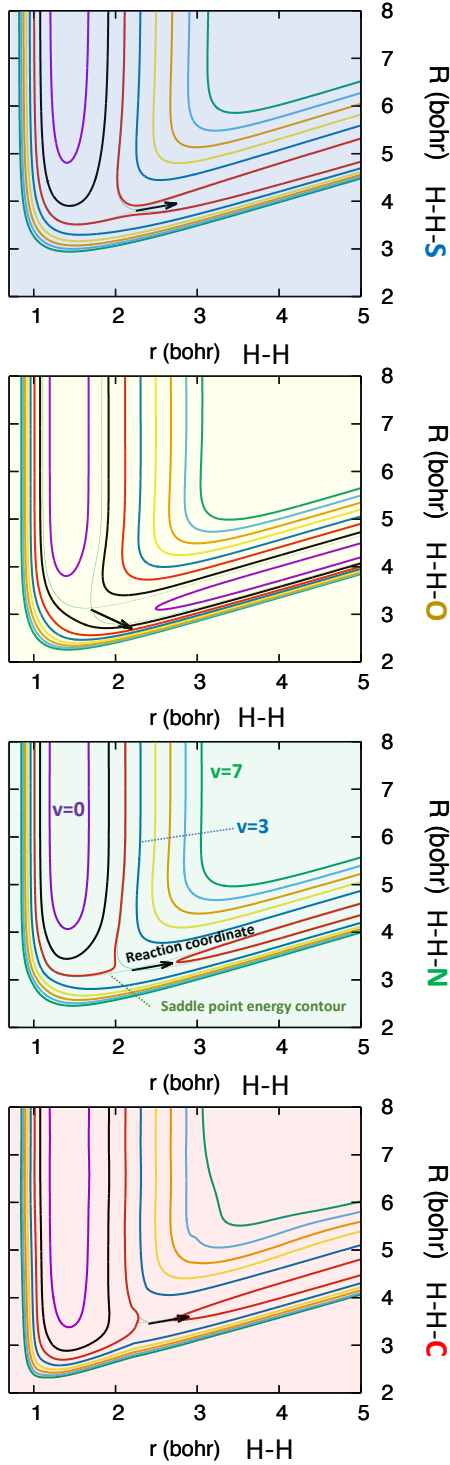 8
7
6
5
4
3
2
R (bohr) H-H-S
1 2 3 4 5
r (bohr) H-H
8
7
6
5
4
3
2
R (bohr) H-H-O
1 2 3 4 5
r (bohr) H-H
8
7
6
5
4
3
2
R (bohr) H-H-N
v=7
v=0
v=3
Reaction coordinate
Saddle point energy contour
1 2 3 4 5
r (bohr) H-H
8
7
6
5
4
3
2
R (bohr) H-H-C
1 2 3 4 5
r (bohr) H-H